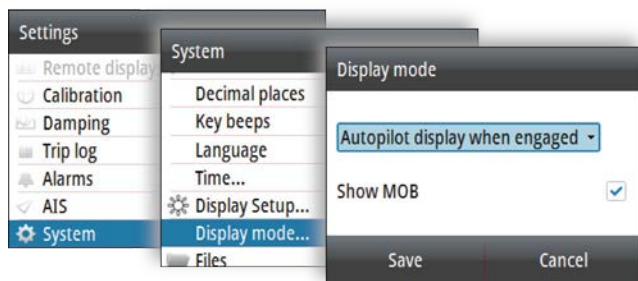 Settings
Remote display
Calibration
Damping
Trip log
Alarms
AIS
System
System
Decimal places
Key beeps
Language
Time...
Display Setup...
Display mode...
Files
Display mode
Autopilot display when engaged
Show MOB
Save
Cancel